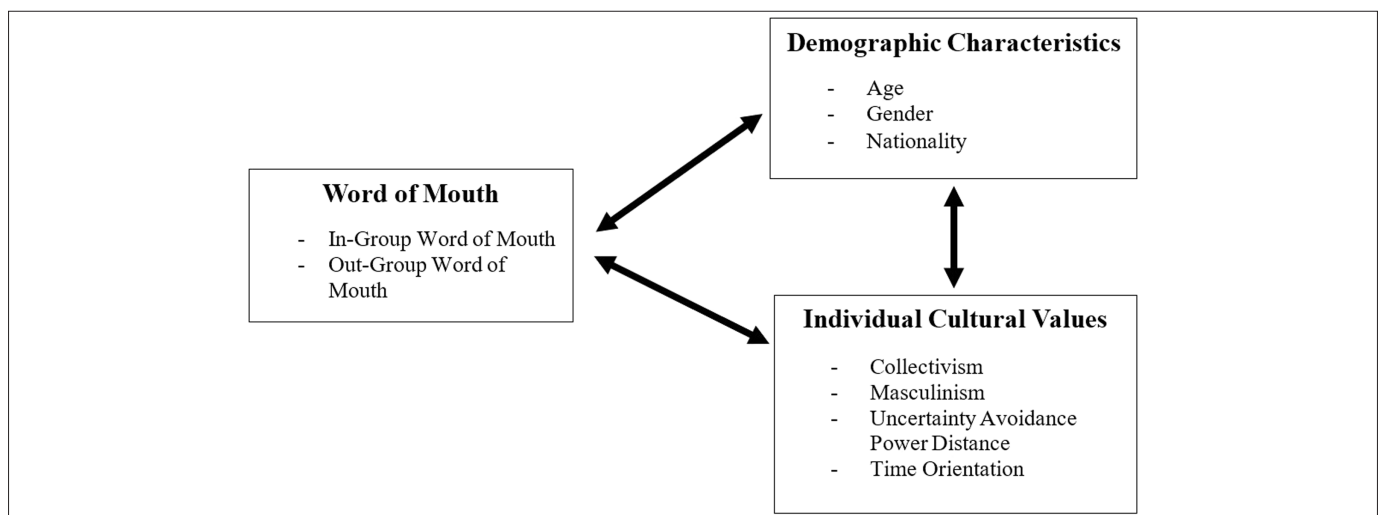 Demographic Characteristics
- Age
- Gender
- Nationality
Word of Mouth
- In-Group Word of Mouth
- Out-Group Word of
Mouth
Individual Cultural Values
- Collectivism
- Masculinism
- Uncertainty Avoidance
Power Distance
- Time Orientation